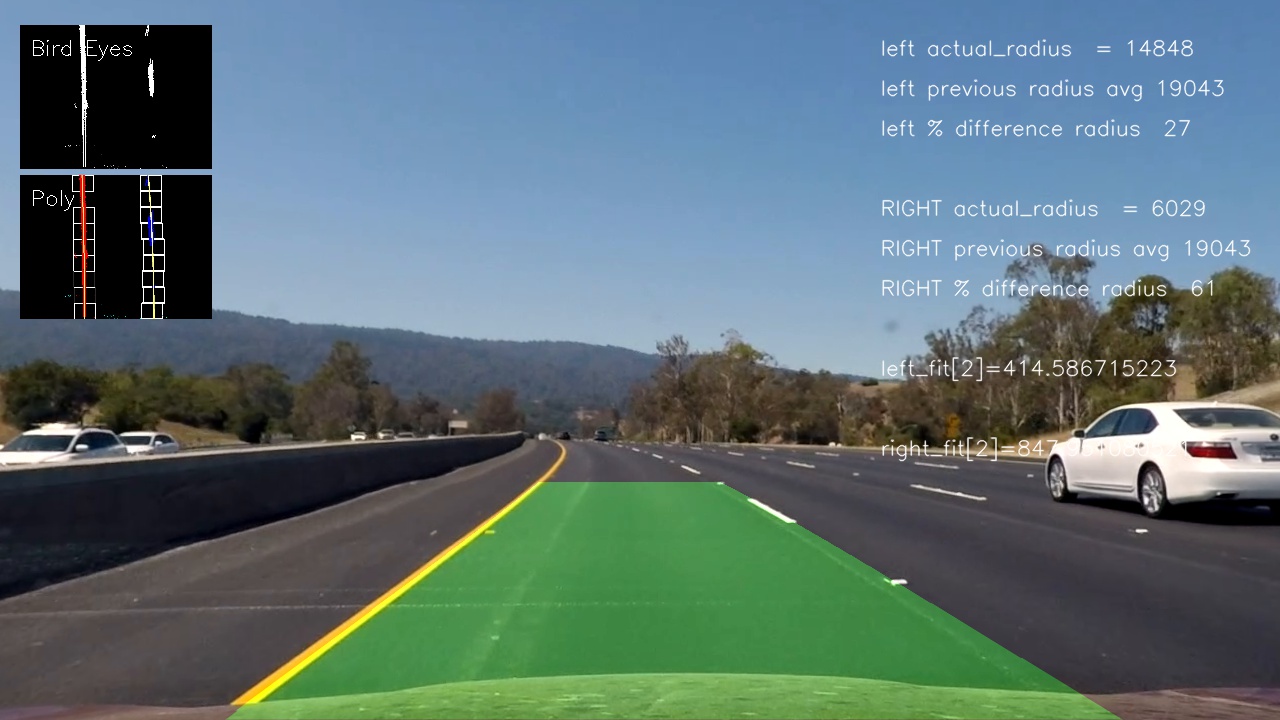 Bird Eyes
Poly
left actual_radius = 14848
left previous radius avg 19043
left % difference radius 27
RIGHT actual_radius = 6029
RIGHT previous radius avg 19043
RIGHT % difference radius 61
left_fit[2]=414.586715223